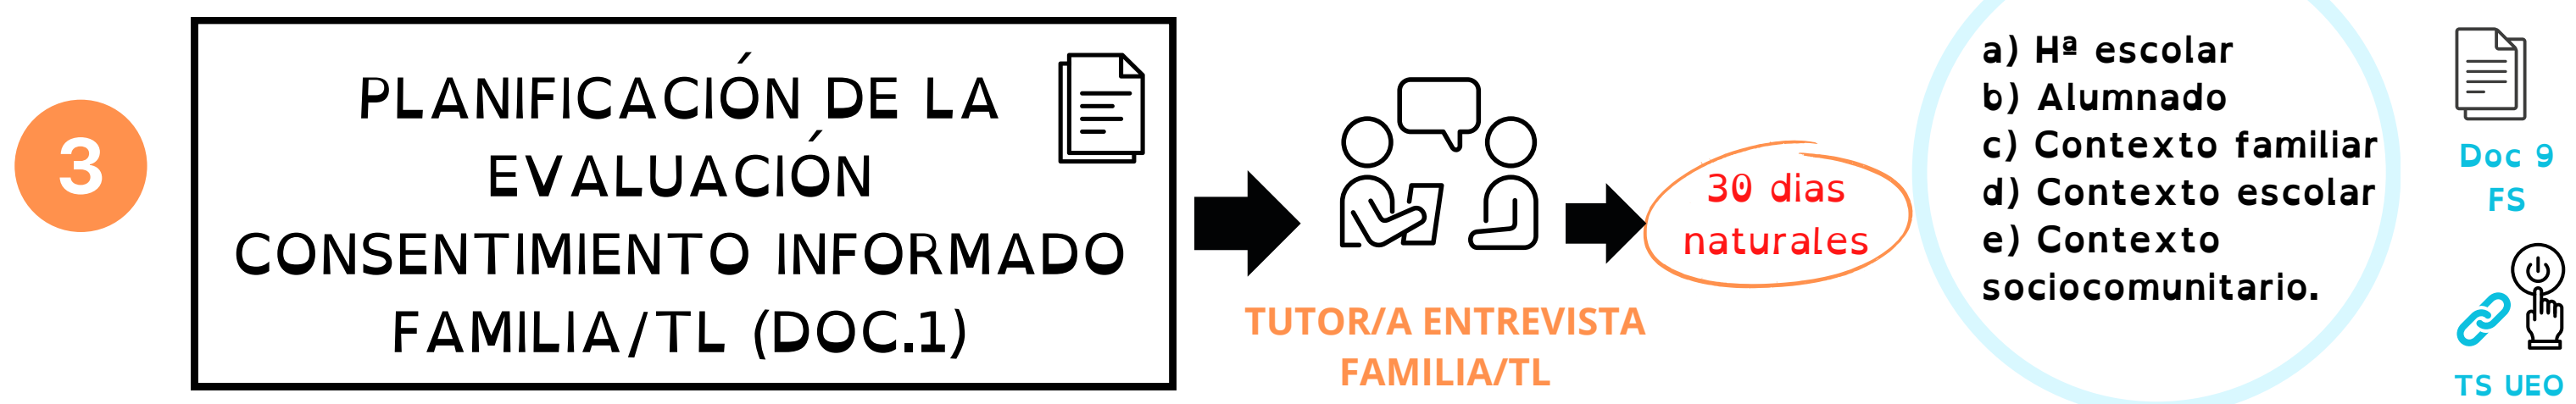 3
PLANIFICACIÓN DE LA
EVALUACIÓN
CONSENTIMIENTO INFORMADO
FAMILIA/TL (DOC.1)
TUTOR/A ENTREVISTA
FAMILIA/TL
30 dias
naturales
a) Hª escolar
b) Alumnado
c) Contexto familiar
d) Contexto escolar
e) Contexto
sociocomunitario.
Doc 9
FS
TS UEO